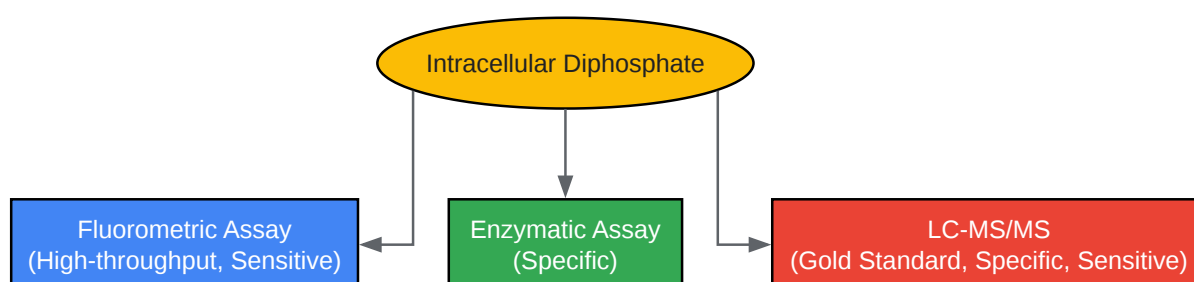 Intracellular Diphosphate
Fluorometric Assay
(High-throughput, Sensitive)
Enzymatic Assay
(Specific)
LC-MS/MS
(Gold Standard, Specific, Sensitive)